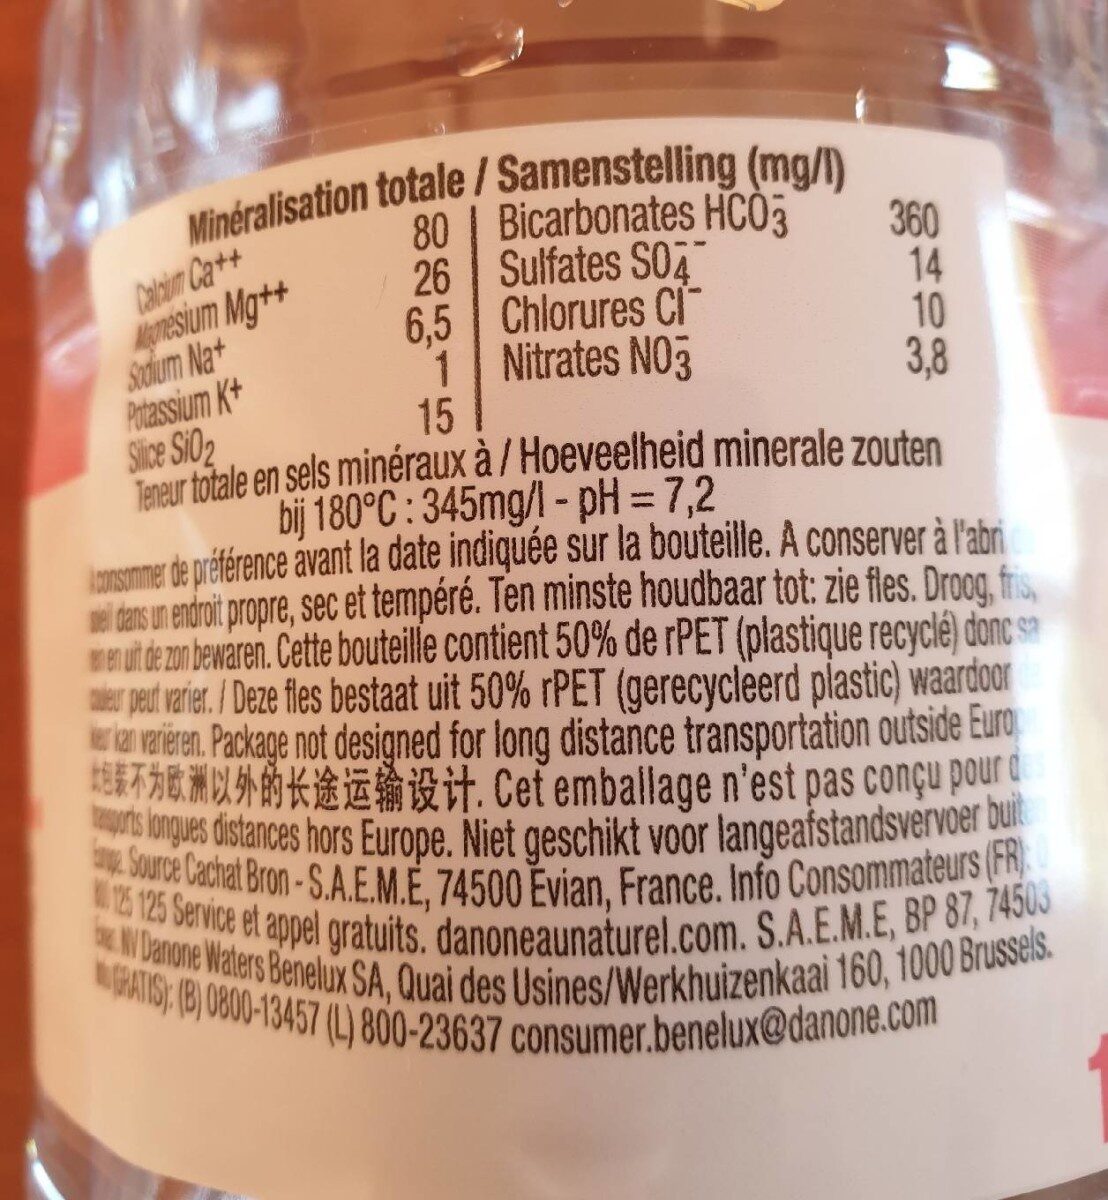 Minéralisation totale / Samenstelling (mg/l)
Calcium Ca++ 80 | Bicarbonates HCO3- 360
Magnésium Mg++ 26 | Sulfates SO4-- 14
Sodium Na+ 6,5 | Chlorures Cl- 10
Potassium K+ 1 | Nitrates NO3- 3,8
Silice SiO2 15
Teneur totale en sels minéraux à / Hoeveelheid minerale zouten
bij 180°C : 345mg/l - pH = 7,2
A consommer de préférence avant la date indiquée sur la bouteille. A conserver à l'abri
soleil dans un endroit propre, sec et tempéré. Ten minste houdbaar tot: zie fles. Droog, fris,
en uit de zon bewaren. Cette bouteille contient 50% de rPET (plastique recyclé) donc sa
couleur peut varier. / Deze fles bestaat uit 50% rPET (gerecycleerd plastic) waardoor de
kleur kan variëren. Package not designed for long distance transportation outside Europe
此包装不为欧洲以外的长途运输设计. Cet emballage n'est pas conçu pour des
transports longues distances hors Europe. Niet geschikt voor langeafstandsvervoer buiten
Europa. Source Cachat Bron - S.A.E.M.E, 74500 Évian, France. Info Consommateurs (FR): 0
800 125 125 Service et appel gratuits. danoneaunaturel.com. S.A.E.M.E, BP 87, 74503
NV Danone Waters Benelux SA, Quai des Usines/Werkhuizenkaai 160, 1000 Brussels.
(GRATIS): (B) 0800-13457 (L) 800-23637 consumer.benelux@danone.com